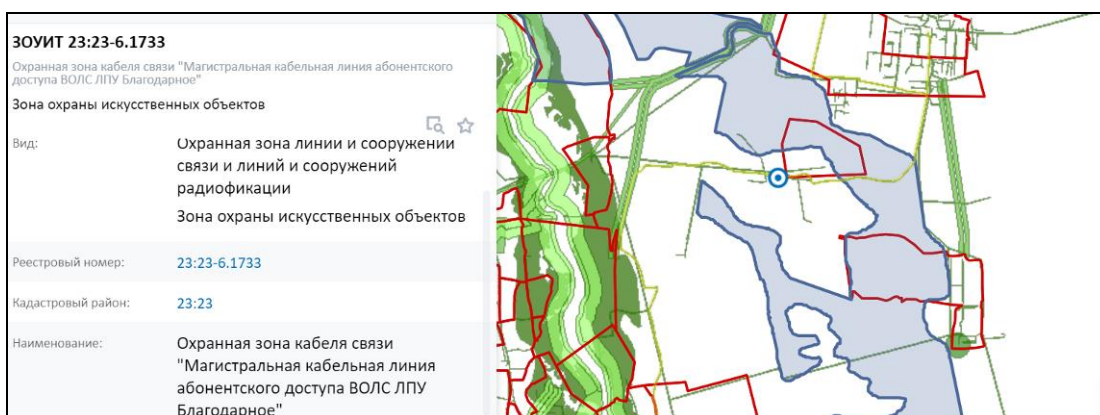 ЗОУИТ 23:23-6.1733
Охранная зона кабеля связи "Магистральная кабельная линия абонентского
доступа ВОЛС ЛПУ Благодарное"
Зона охраны искусственных объектов
Вид:
Охранная зона линии и сооружении
связи и линий и сооружений
радиофикации
Зона охраны искусственных объектов
Реестровый номер:
23:23-6.1733
Кадастровый район:
23:23
Наименование:
Охранная зона кабеля связи
"Магистральная кабельная линия
абонентского доступа ВОЛС ЛПУ
Благодарное"